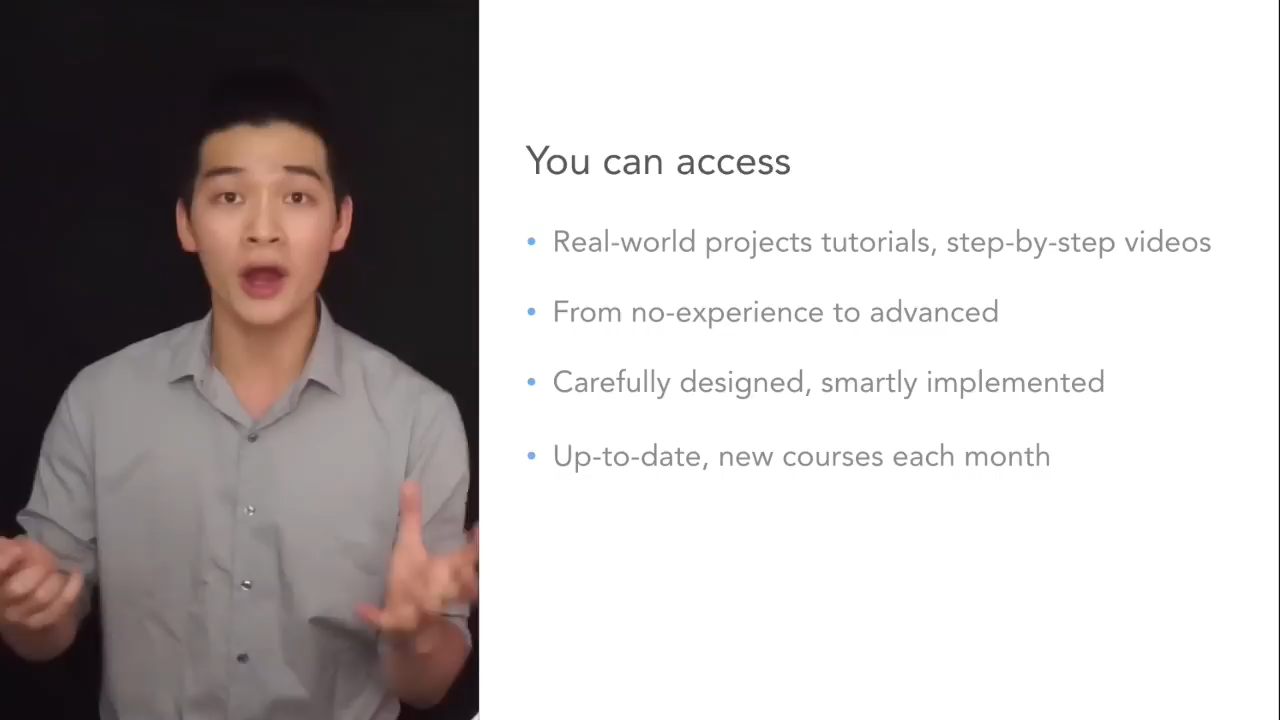 You can access
• Real-world projects tutorials, step-by-step videos
• From no-experience to advanced
• Carefully designed, smartly implemented
• Up-to-date, new courses each month